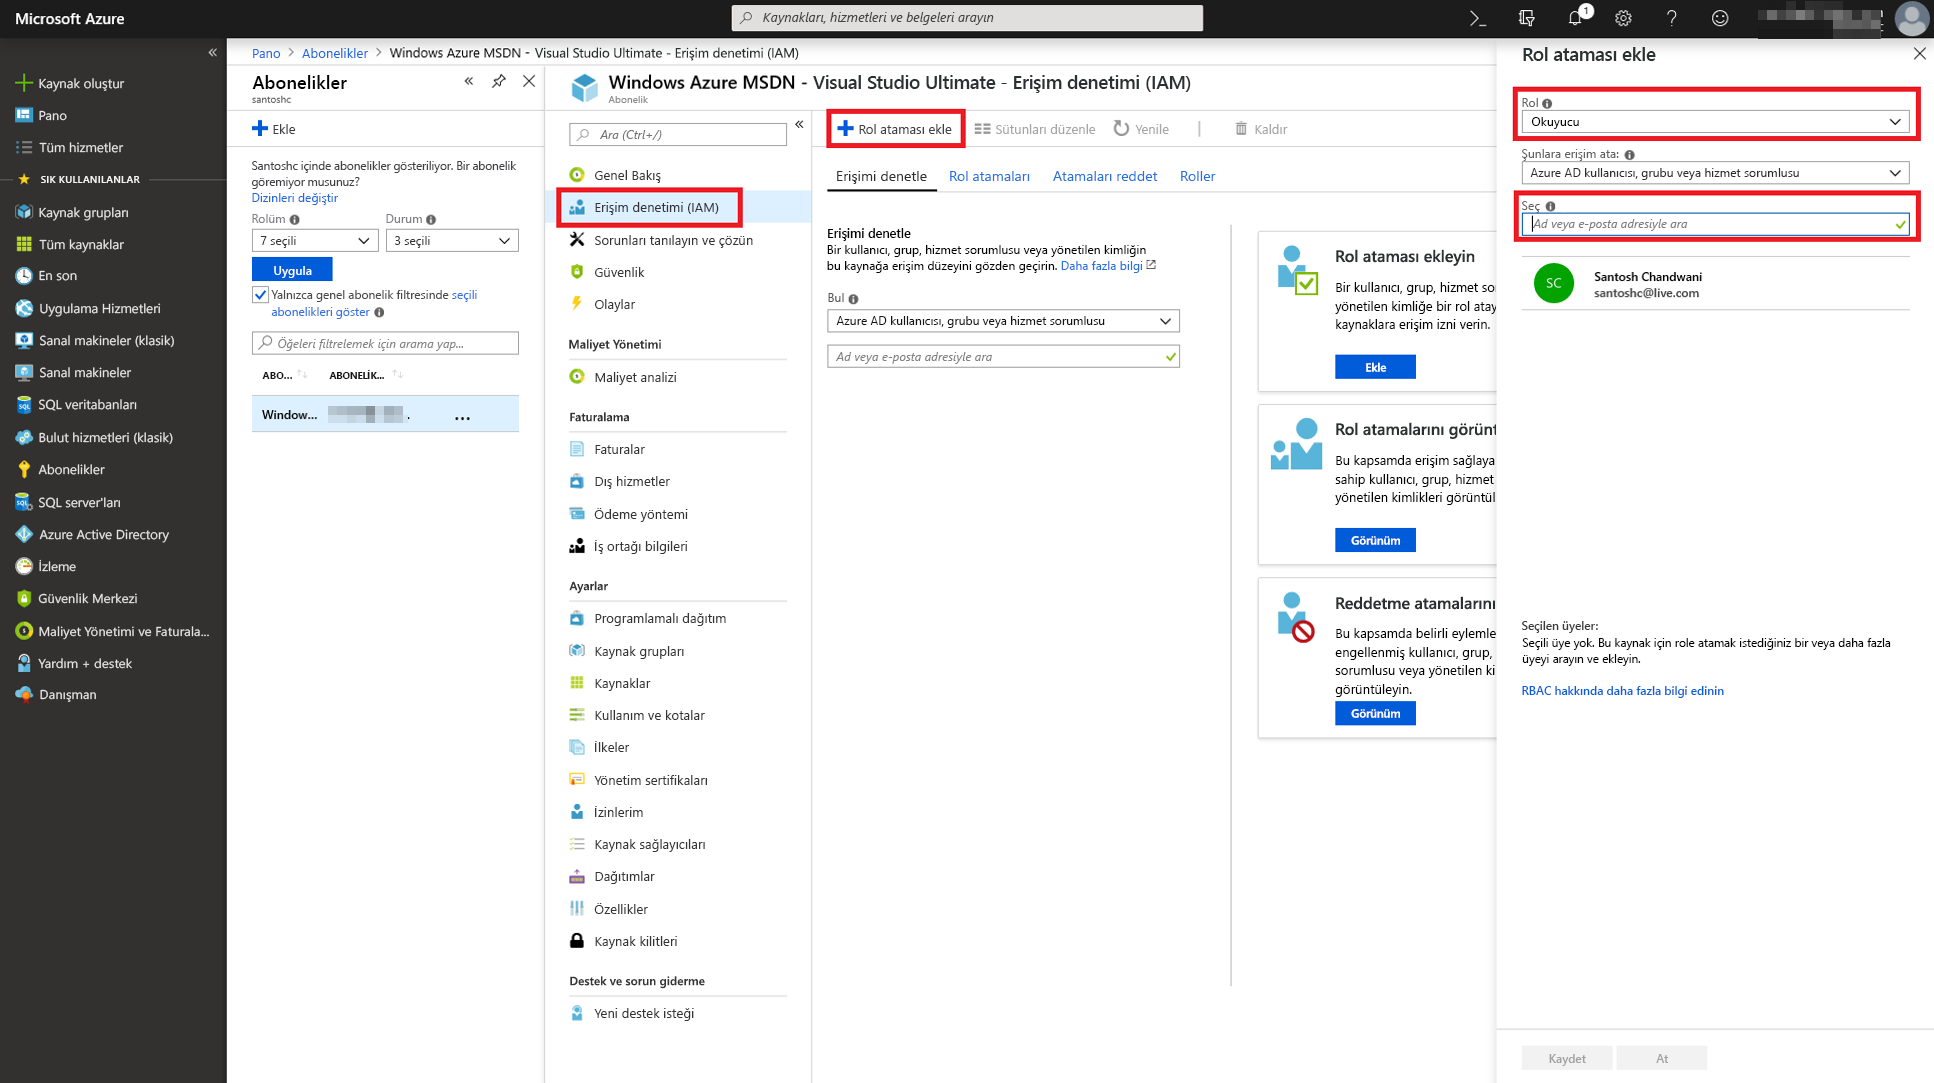 Microsoft Azure
Kaynakları, hizmetleri ve belgeleri arayın
1
Kaynak oluştur
Pano
Tüm hizmetler
SIK KULLANILANLAR
Kaynak grupları
Tüm kaynaklar
En son
Uygulama Hizmetleri
Sanal makineler (klasik)
Sanal makineler
SQL veritabanları
Bulut hizmetleri (klasik)
Abonelikler
SQL server'ları
Azure Active Directory
İzleme
Güvenlik Merkezi
Maliyet Yönetimi ve Faturala...
Yardım + destek
Danışman
Pano > Abonelikler > Windows Azure MSDN - Visual Studio Ultimate - Erişim denetimi (IAM)
Abonelikler
santoshc
Ekle
Santoshc içinde abonelikler gösteriliyor. Bir abonelik
göremiyor musunuz?
Dizinleri değiştir
Rolüm
Durum
7 seçili
3 seçili
Uygula
Yalnızca genel abonelik filtresinde seçili
abonelikleri göster
Öğeleri filtrelemek için arama yap...
ABO...
ABONELİK...
Window...
...
Windows Azure MSDN - Visual Studio Ultimate - Erişim denetimi (IAM)
Abonelik
Ara (Ctrl+/)
Genel Bakış
Erişim denetimi (IAM)
Sorunları tanılayın ve çözün
Güvenlik
Olaylar
Maliyet Yönetimi
Maliyet analizi
Faturalama
Faturalar
Dış hizmetler
Ödeme yöntemi
İş ortağı bilgileri
Ayarlar
Programlamalı dağıtım
Kaynak grupları
Kaynaklar
Kullanım ve kotalar
İlkeler
Yönetim sertifikaları
İzinlerim
Kaynak sağlayıcıları
Dağıtımlar
Özellikler
Kaynak kilitleri
Destek ve sorun giderme
Yeni destek isteği
Rol ataması ekle
Sütunları düzenle
Yenile
Kaldır
Erişimi denetle
Rol atamaları
Atamaları reddet
Roller
Erişimi denetle
Bir kullanıcı, grup, hizmet sorumlusu veya yönetilen kimliğin
bu kaynağa erişim düzeyini gözden geçirin. Daha fazla bilgi
Bul
Azure AD kullanıcısı, grubu veya hizmet sorumlusu
Ad veya e-posta adresiyle ara
Rol ataması ekleyin
Bir kullanıcı, grup, hizmet so
yönetilen kimliğe bir rol atay
kaynaklara erişim izni verin.
Ekle
Rol atamalarını görünt
Bu kapsamda erişim sağlaya
sahip kullanıcı, grup, hizmet
yönetilen kimlikleri görüntül
Görünüm
Reddetme atamalarını
Bu kapsamda belirli eylemle
engellenmiş kullanıcı, grup,
sorumlusu veya yönetilen ki
görüntüleyin.
Görünüm
Rol ataması ekle
Rol
Okuyucu
Şunlara erişim ata:
Azure AD kullanıcısı, grubu veya hizmet sorumlusu
Seç
Ad veya e-posta adresiyle ara
SC
Santosh Chandwani
santoshc@live.com
Seçilen üyeler:
Seçili üye yok. Bu kaynak için role atamak istediğiniz bir veya daha fazla
üyeyi arayın ve ekleyin.
RBAC hakkında daha fazla bilgi edinin
Kaydet
At